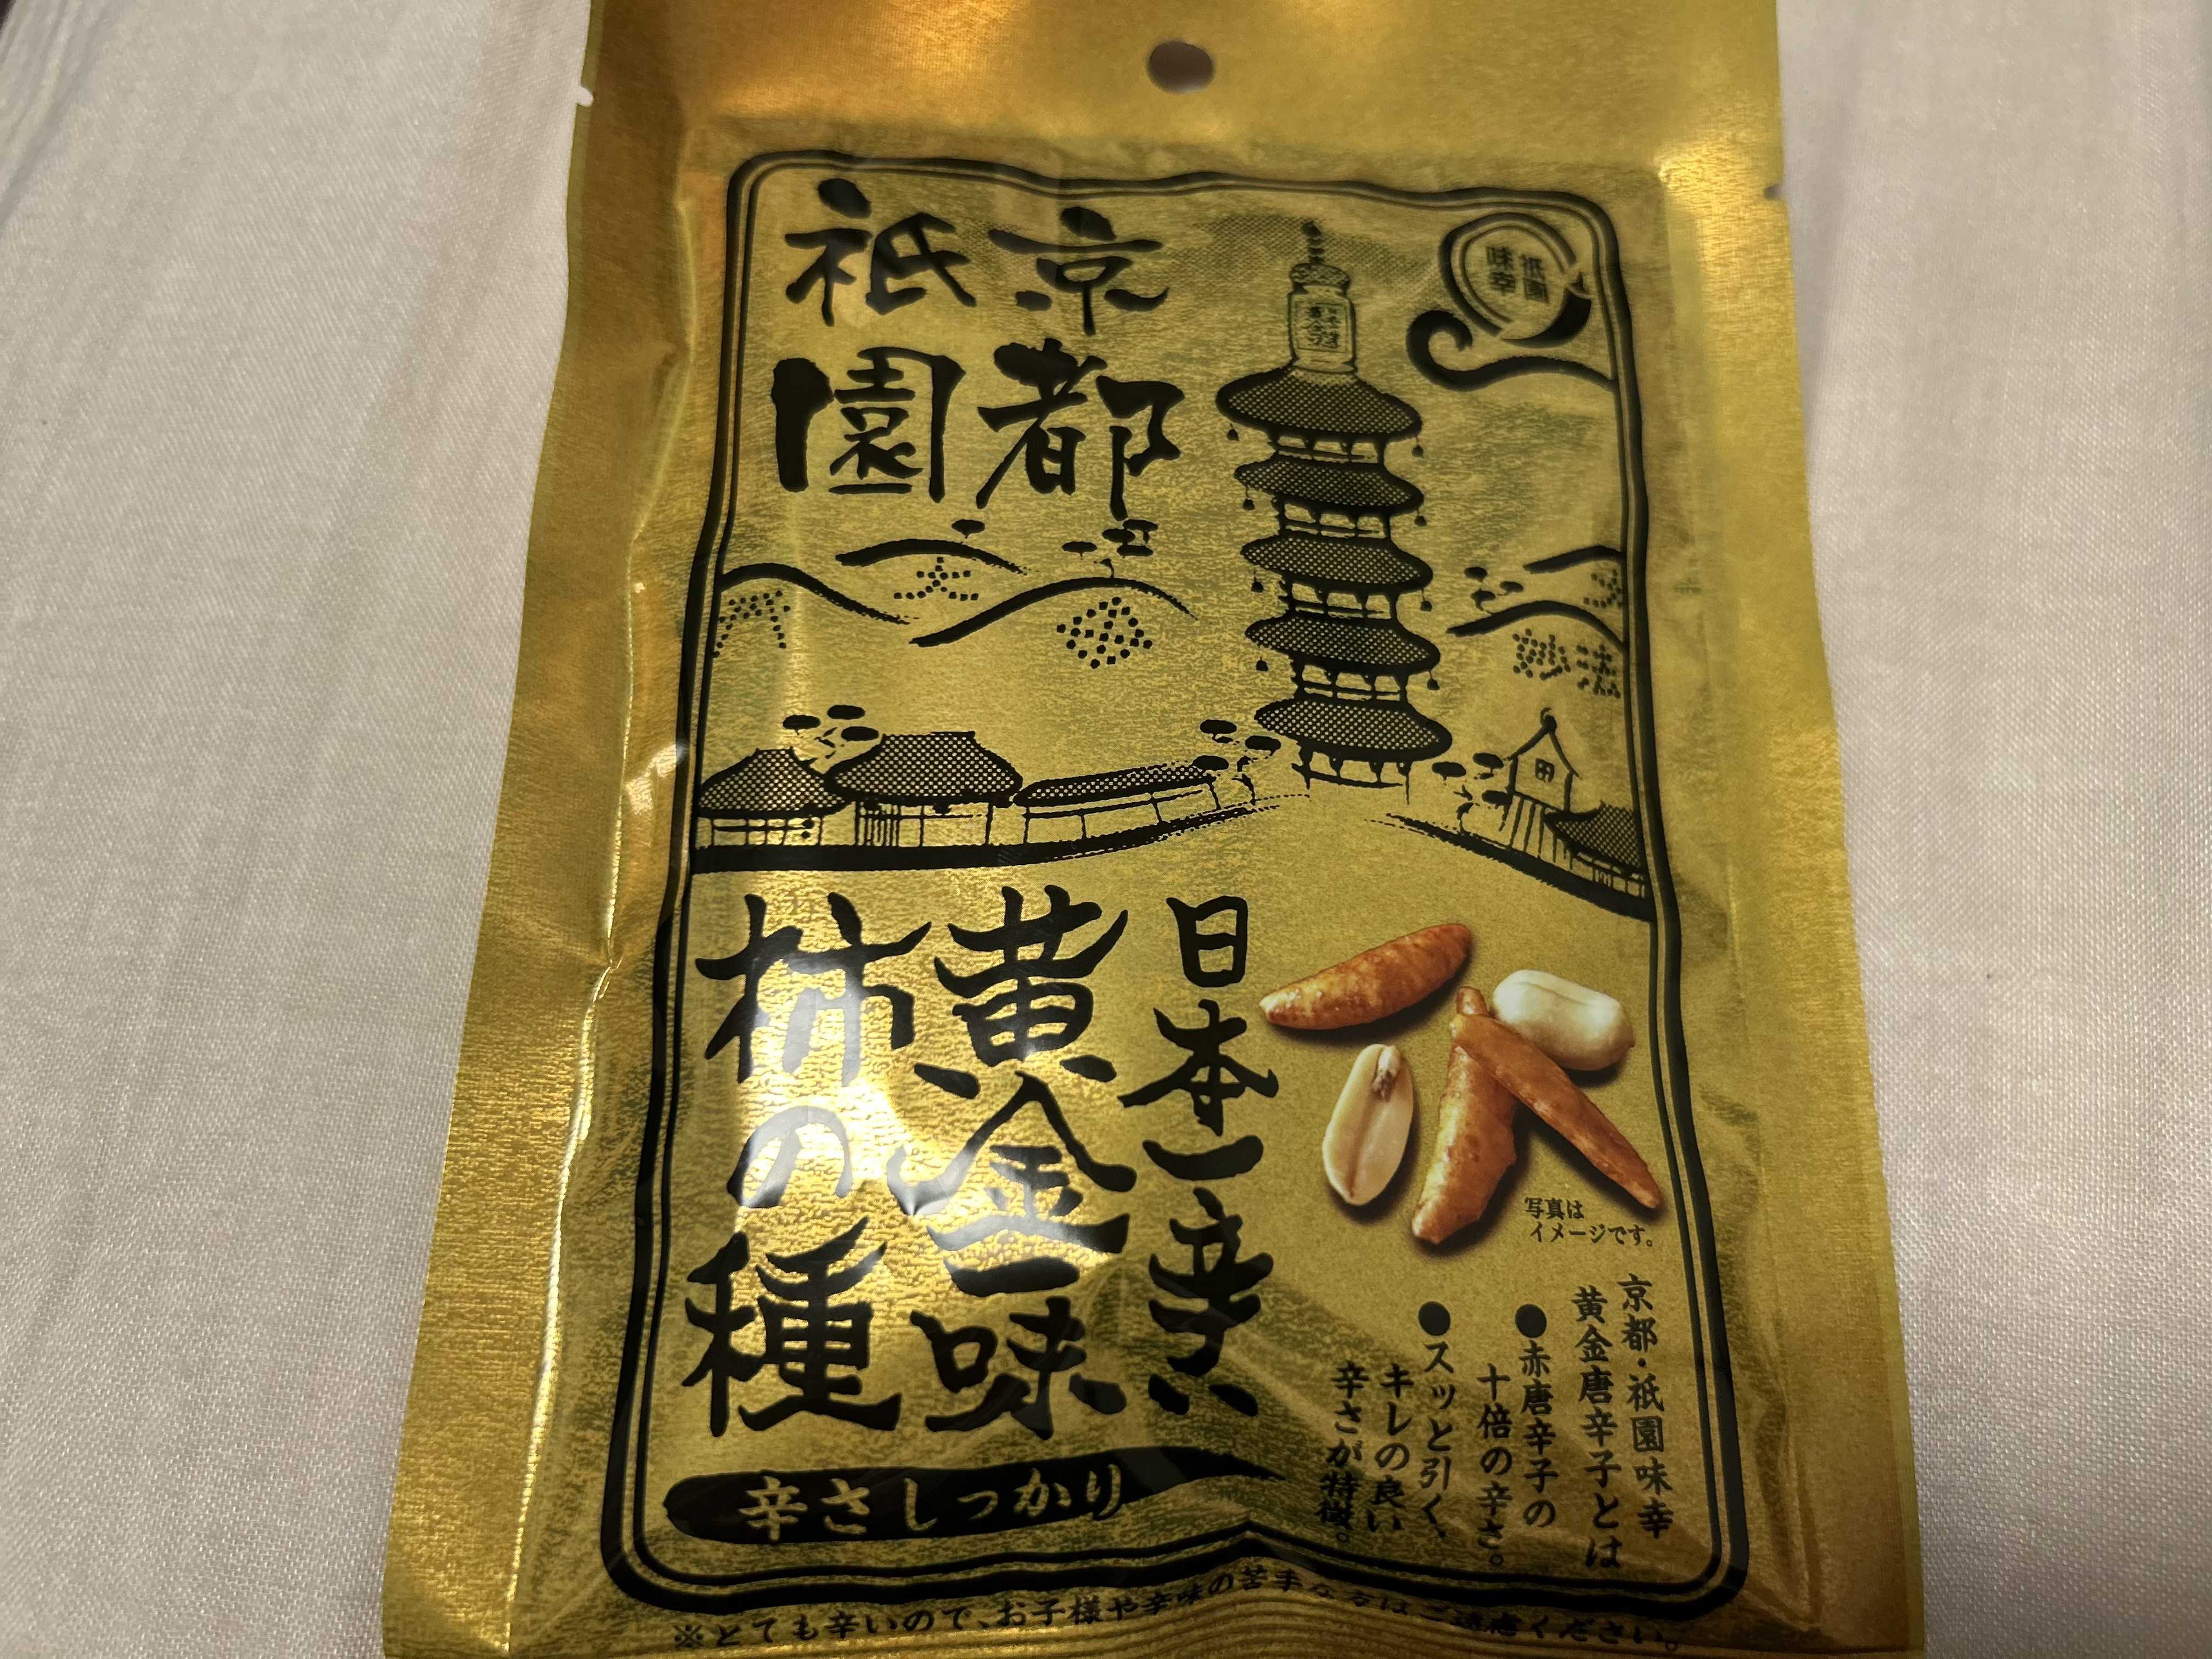 京都
祇園
祇園
味幸
大
妙法
日本一辛い
黄金一味
柿の種
辛さしっかり
写真は
イメージです。
京都・祇園味幸
黄金唐辛子とは
●赤唐辛子の
十倍の辛さ。
●スッと引く、
キレの良い
辛さが特徴。
※とても辛いので、お子様や辛味の苦手な方はご遠慮ください。